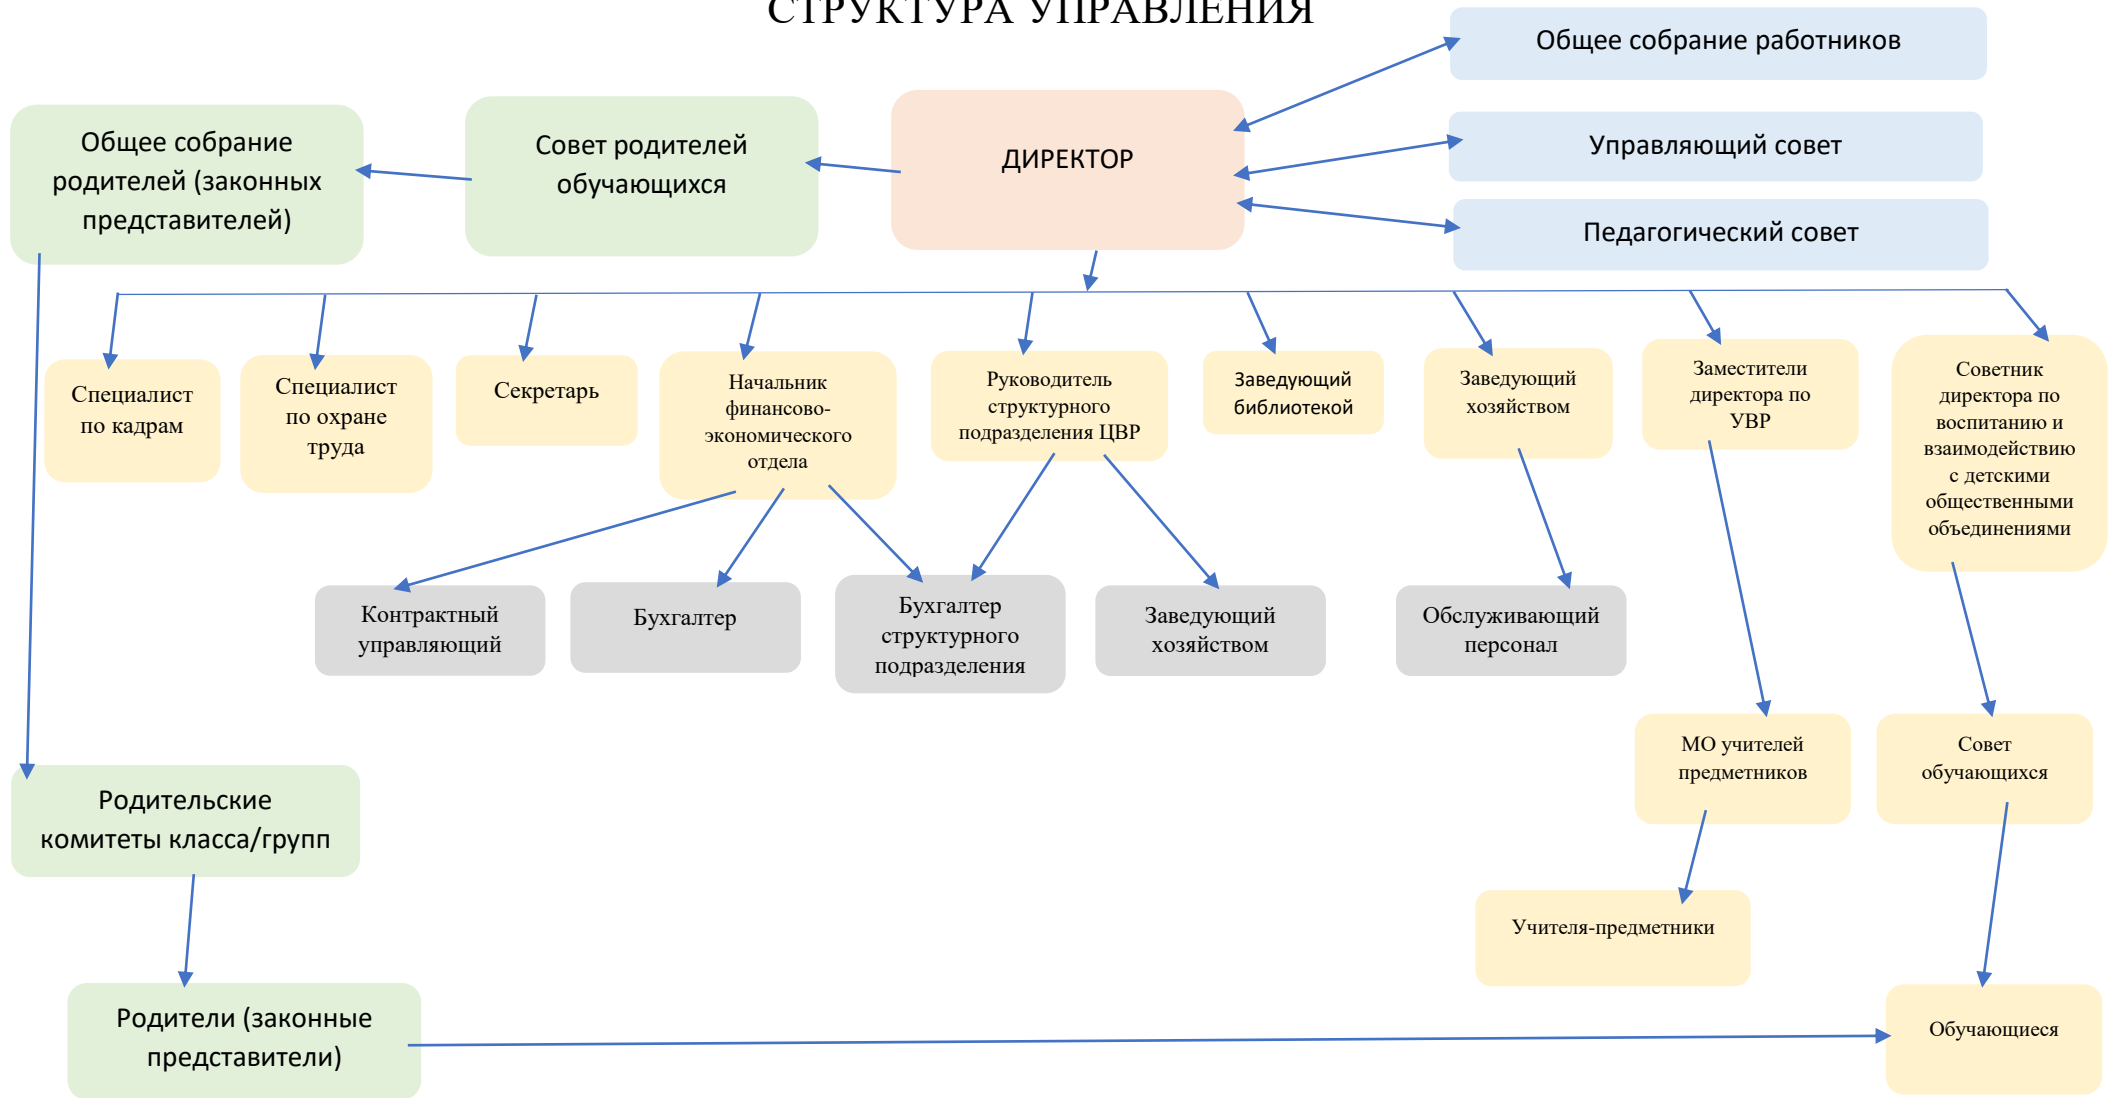 СТРУКТУРА УПРАВЛЕНИЯ
Общее собрание работников
Управляющий совет
Педагогический совет
ДИРЕКТОР
Совет родителей
обучающихся
Общее собрание
родителей (законных
представителей)
Специалист
по кадрам
Специалист
по охране
труда
Секретарь
Начальник
финансово-
экономического
отдела
Руководитель
структурного
подразделения ЦВР
Заведующий
библиотекой
Заведующий
хозяйством
Заместители
директора по
УВР
Советник
директора по
воспитанию и
взаимодействию
с детскими
общественными
объединениями
Контрактный
управляющий
Бухгалтер
Бухгалтер
структурного
подразделения
Заведующий
хозяйством
Обслуживающий
персонал
МО учителей
предметников
Совет
обучающихся
Родительские
комитеты класса/групп
Учителя-предметники
Родители (законные
представители)
Обучающиеся